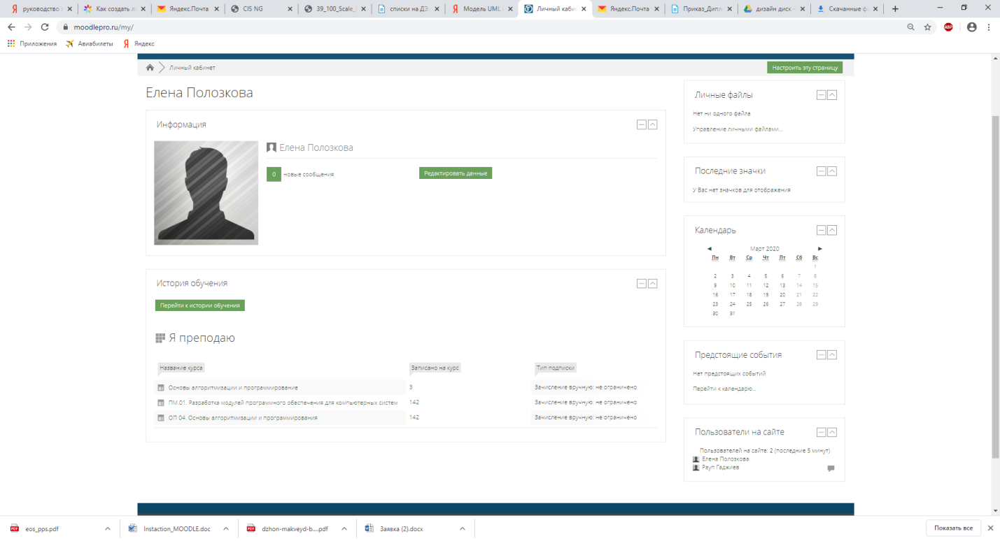 руководство
Как создать л
Яндекс.Почта
CIS NG
39_100_Scale_
списки на ДЭ.
Модель UML
Личный кабин
Яндекс.Почта
Приказ_Дипл
дизайн диск –
Скачанные ф
moodlepro.ru/my/
ABP
Приложения
Авиабилеты
Яндекс
Личный кабинет
Настроить эту страницу
Елена Полозкова
Информация
Елена Полозкова
0 новые сообщения
Редактировать данные
История обучения
Перейти к истории обучения
Я преподаю
Название курса Записано на курс Тип подписки
Основы алгоритмизации и программирование 3 Зачисление вручную: не ограничено
ПМ.01. Разработка модулей программного обеспечения для компьютерных систем 142 Зачисление вручную: не ограничено
ОП 04. Основы алгоритмизации и программирования 142 Зачисление вручную: не ограничено
Личные файлы
Нет ни одного файла
Управление личными файлами...
Последние значки
У Вас нет значков для отображения
Календарь
◄ Март 2020 ►
Пн Вт Ср Чт Пт Сб Вс
1
2 3 4 5 6 7 8
9 10 11 12 13 14 15
16 17 18 19 20 21 22
23 24 25 26 27 28 29
30 31
Предстоящие события
Нет предстоящих событий
Перейти к календарю...
Пользователи на сайте
Пользователей на сайте: 2 (последние 5 минут)
Елена Полозкова
Рауп Гаджиев
eos_pps.pdf
Instaction_MOODLE.doc
dzhon-makveyd-b....pdf
Заявка (2).docx
Показать все